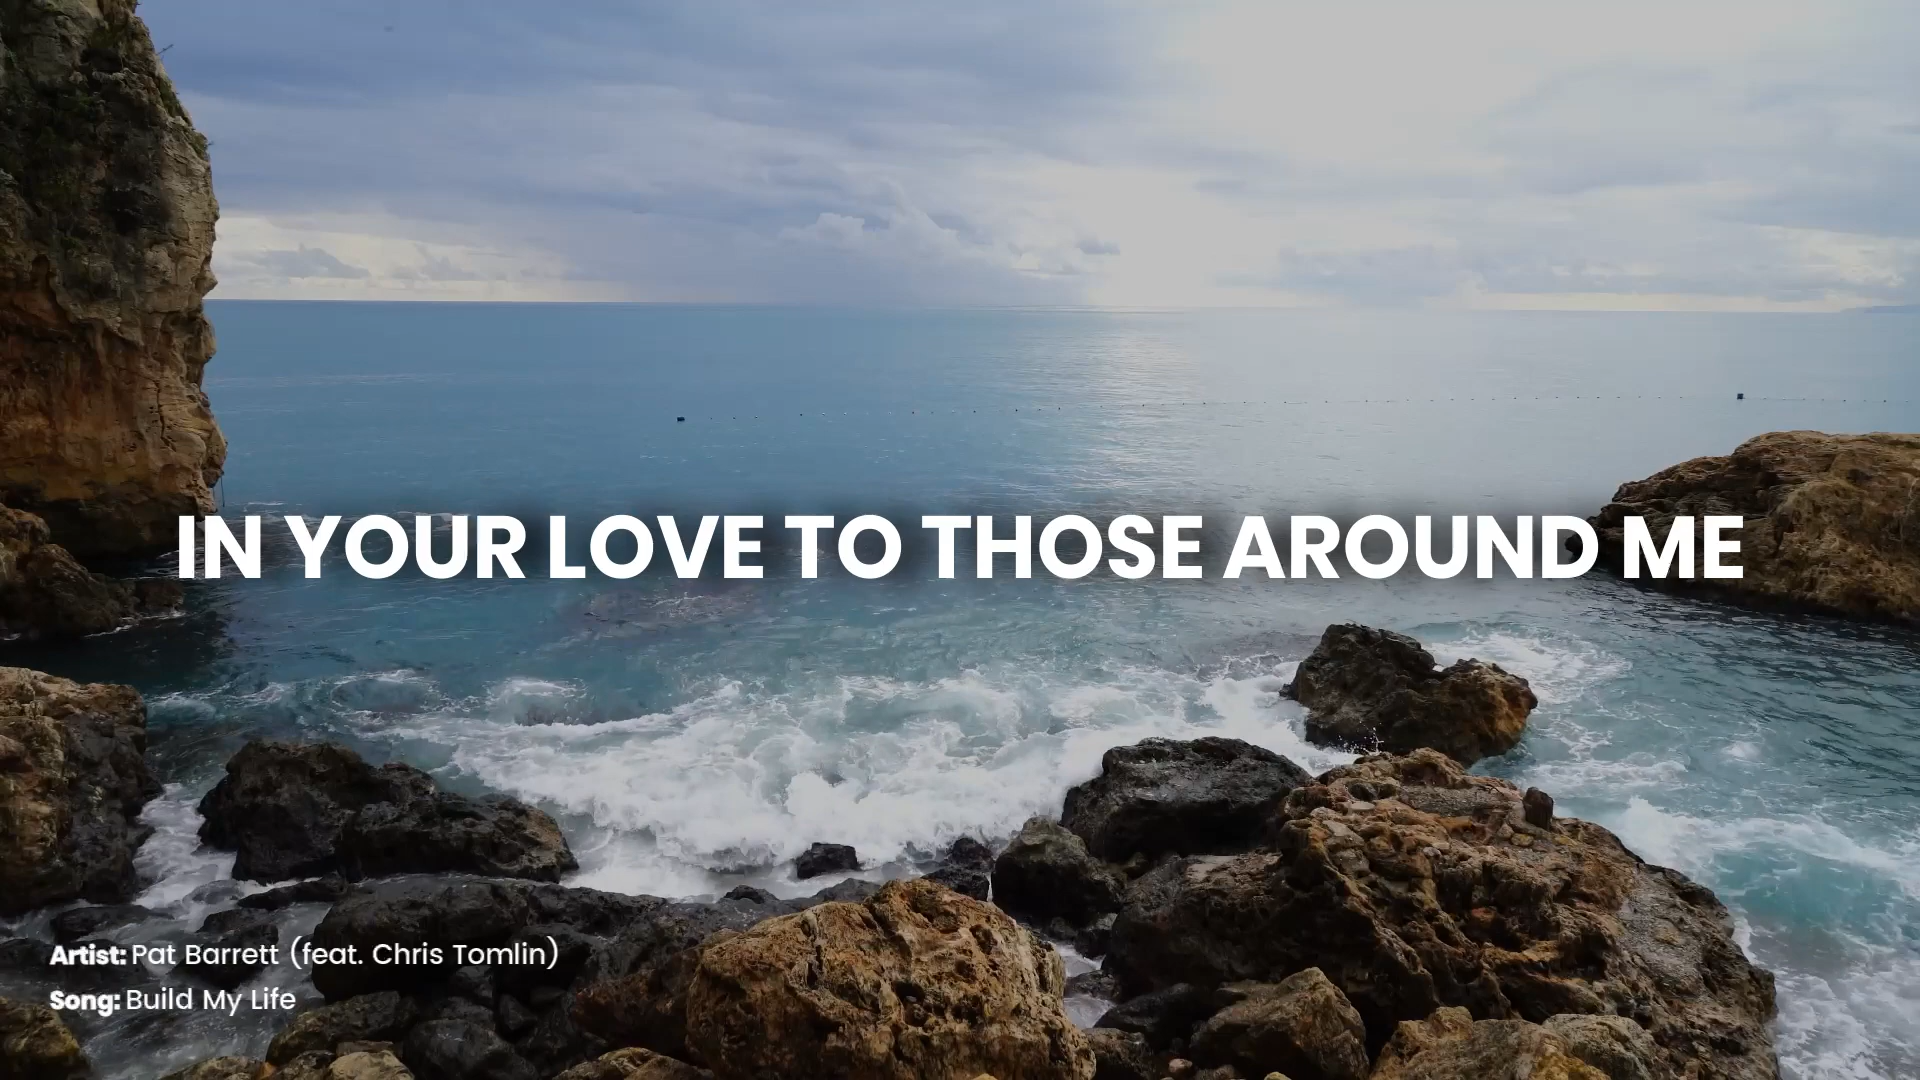 IN YOUR LOVE TO THOSE AROUND ME
Artist: Pat Barrett (feat. Chris Tomlin)
Song: Build My Life